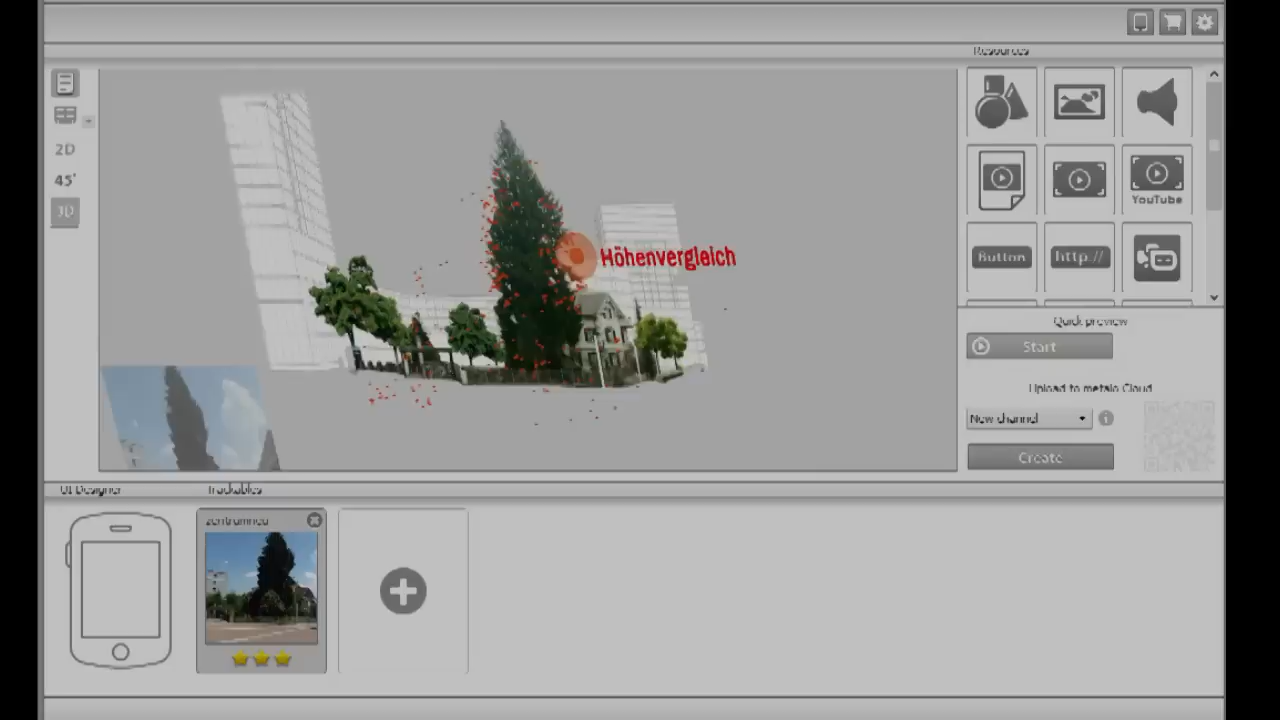 Resources
2D
45°
3D
Höhenvergleich
YouTube
Button
http://
Quick preview
Start
Upload to metaio Cloud
New channel
Create
UI Designer
Trackables
zentrumneu